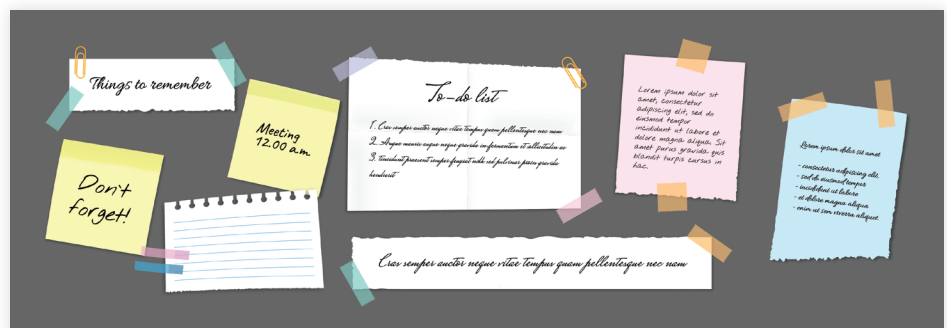 Things to remember
Meeting
12.00 a.m
Don't
forget!
To-do list
1. Cras semper auctor neque vitae tempus quam pellentesque nec nam
2. Augue mauris augue neque gravida in fermentum et sollicitudin ac
3. tincidunt praesent semper feugiat nibh sed pulvinar proin gravida
hendrerit
Cras semper auctor neque vitae tempus quam pellentesque nec nam
Lorem ipsum dolor sit
amet, consectetur
adipiscing elit, sed do
eiusmod tempor
incididunt ut labore et
dolore magna aliqua. Sit
amet purus gravida quis
blandit turpis cursus in
hac.
Lorem ipsum dolor sit amet
- consectetur adipiscing elit,
- sed do eiusmod tempor
- incididunt ut labore
- et dolore magna aliqua
- enim ut sem viverra aliquet